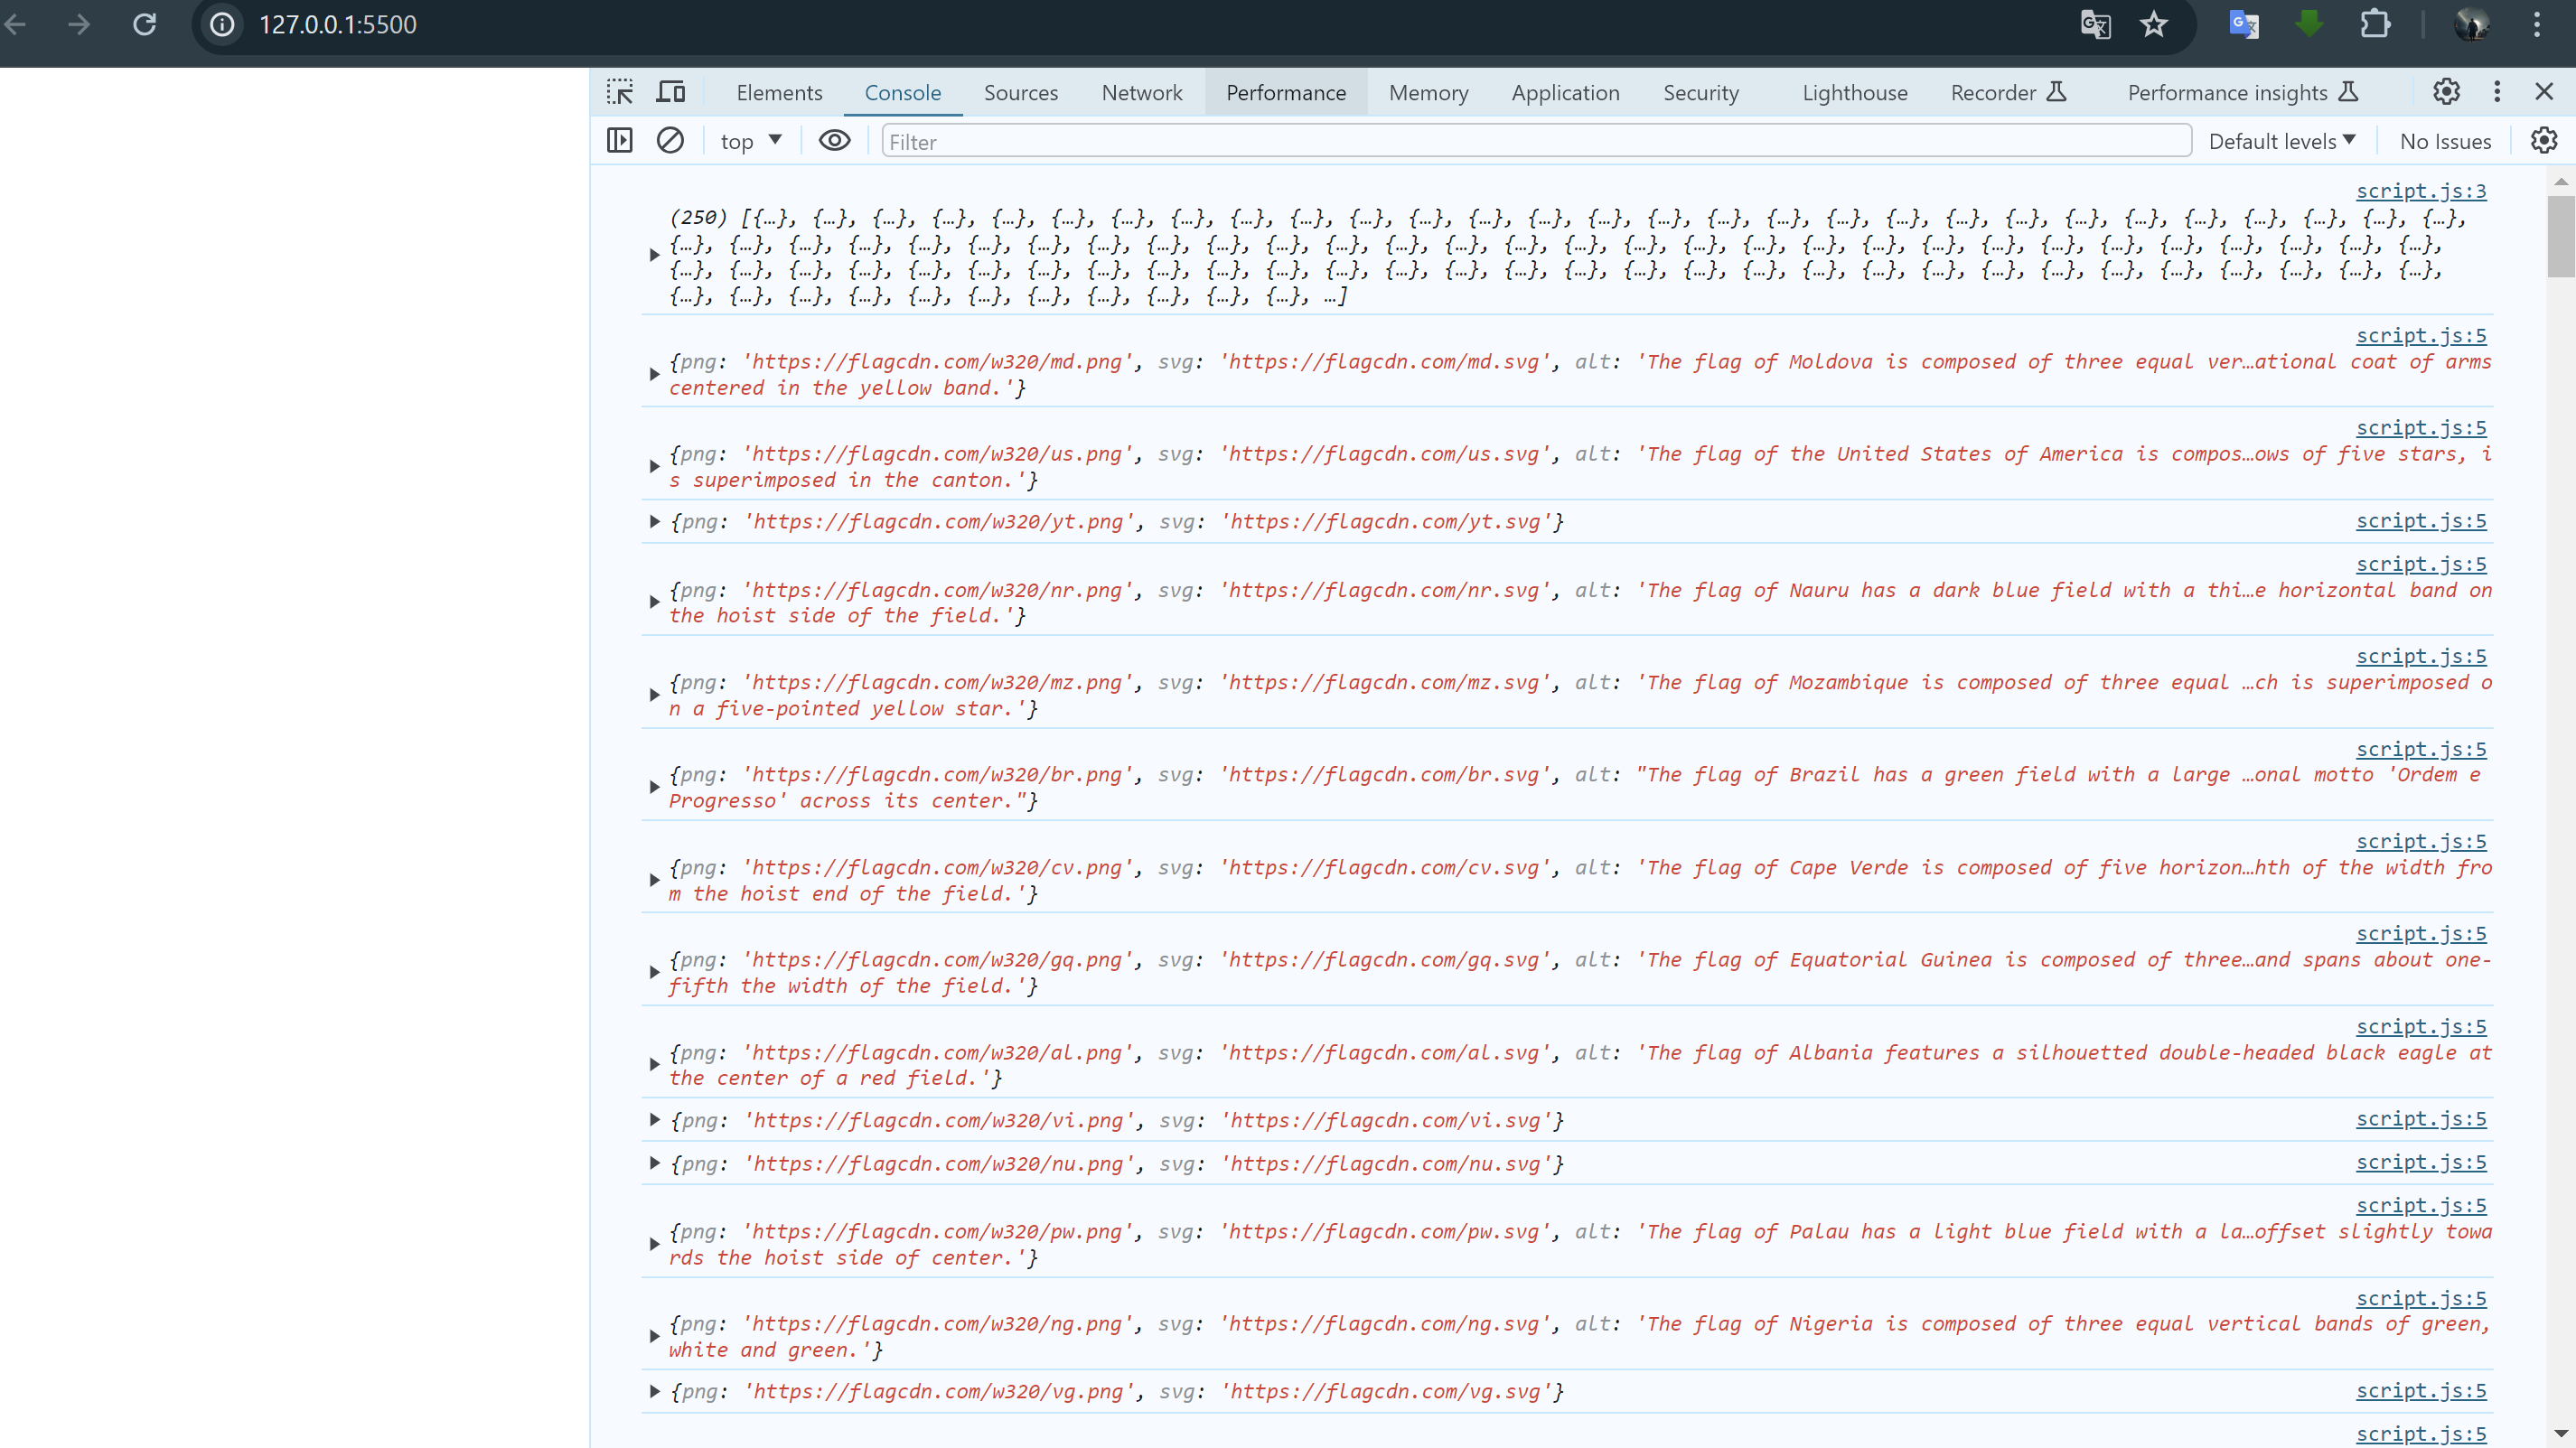 127.0.0.1:5500
Elements Console Sources Network Performance Memory Application Security Lighthouse Recorder Performance insights
top Filter Default levels No Issues
script.js:3
(250) [{…}, {…}, {…}, {…}, {…}, {…}, {…}, {…}, {…}, {…}, {…}, {…}, {…}, {…}, {…}, {…}, {…}, {…}, {…}, {…}, {…}, {…}, {…}, {…}, {…}, {…}, {…}, {…}, {…},
{…}, {…}, {…}, {…}, {…}, {…}, {…}, {…}, {…}, {…}, {…}, {…}, {…}, {…}, {…}, {…}, {…}, {…}, {…}, {…}, {…}, {…}, {…}, {…}, {…}, {…}, {…}, {…}, {…}, {…},
{…}, {…}, {…}, {…}, {…}, {…}, {…}, {…}, {…}, {…}, {…}, {…}, {…}, {…}, {…}, {…}, {…}, {…}, {…}, {…}, {…}, {…}, {…}, {…}, {…}, {…}, {…}, {…}, {…}, {…},
{…}, {…}, {…}, {…}, {…}, {…}, {…}, {…}, {…}, {…}, {…}, …]
script.js:5
{png: 'https://flagcdn.com/w320/md.png', svg: 'https://flagcdn.com/md.svg', alt: 'The flag of Moldova is composed of three equal ver…ational coat of arms
centered in the yellow band.'}
script.js:5
{png: 'https://flagcdn.com/w320/us.png', svg: 'https://flagcdn.com/us.svg', alt: 'The flag of the United States of America is compos…ows of five stars, i
s superimposed in the canton.'}
{png: 'https://flagcdn.com/w320/yt.png', svg: 'https://flagcdn.com/yt.svg'} script.js:5
script.js:5
{png: 'https://flagcdn.com/w320/nr.png', svg: 'https://flagcdn.com/nr.svg', alt: 'The flag of Nauru has a dark blue field with a thi…e horizontal band on
the hoist side of the field.'}
script.js:5
{png: 'https://flagcdn.com/w320/mz.png', svg: 'https://flagcdn.com/mz.svg', alt: 'The flag of Mozambique is composed of three equal …ch is superimposed o
n a five-pointed yellow star.'}
script.js:5
{png: 'https://flagcdn.com/w320/br.png', svg: 'https://flagcdn.com/br.svg', alt: "The flag of Brazil has a green field with a large …onal motto 'Ordem e
Progresso' across its center."}
script.js:5
{png: 'https://flagcdn.com/w320/cv.png', svg: 'https://flagcdn.com/cv.svg', alt: 'The flag of Cape Verde is composed of five horizon…hth of the width fro
m the hoist end of the field.'}
script.js:5
{png: 'https://flagcdn.com/w320/gq.png', svg: 'https://flagcdn.com/gq.svg', alt: 'The flag of Equatorial Guinea is composed of three…and spans about one-
fifth the width of the field.'}
script.js:5
{png: 'https://flagcdn.com/w320/al.png', svg: 'https://flagcdn.com/al.svg', alt: 'The flag of Albania features a silhouetted double-headed black eagle at
the center of a red field.'}
{png: 'https://flagcdn.com/w320/vi.png', svg: 'https://flagcdn.com/vi.svg'} script.js:5
{png: 'https://flagcdn.com/w320/nu.png', svg: 'https://flagcdn.com/nu.svg'} script.js:5
script.js:5
{png: 'https://flagcdn.com/w320/pw.png', svg: 'https://flagcdn.com/pw.svg', alt: 'The flag of Palau has a light blue field with a la…offset slightly towa
rds the hoist side of center.'}
script.js:5
{png: 'https://flagcdn.com/w320/ng.png', svg: 'https://flagcdn.com/ng.svg', alt: 'The flag of Nigeria is composed of three equal vertical bands of green,
white and green.'}
{png: 'https://flagcdn.com/w320/vg.png', svg: 'https://flagcdn.com/vg.svg'} script.js:5
script.js:5